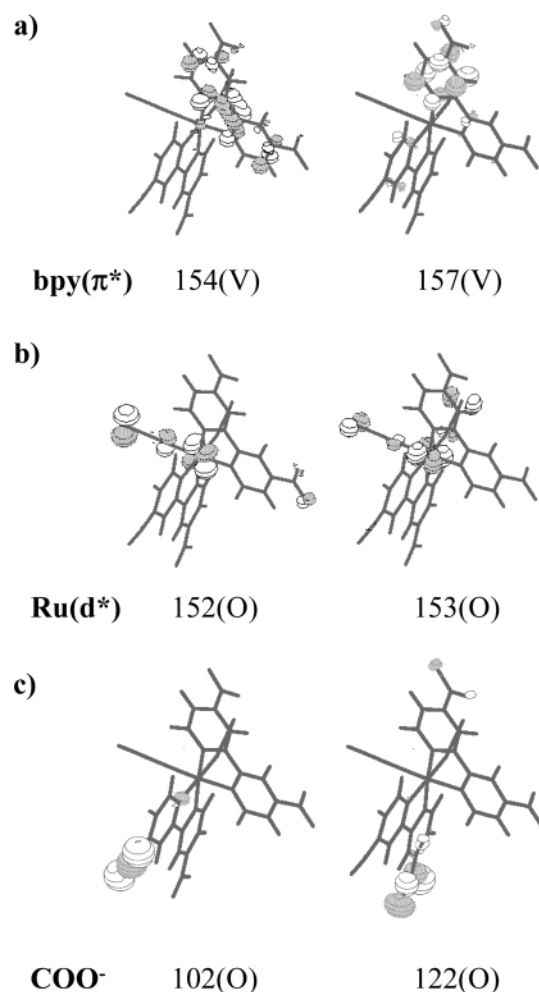 a)
bpy(π*) 154(V) 157(V)
b)
Ru(d*) 152(O) 153(O)
c)
COO⁻ 102(O) 122(O)